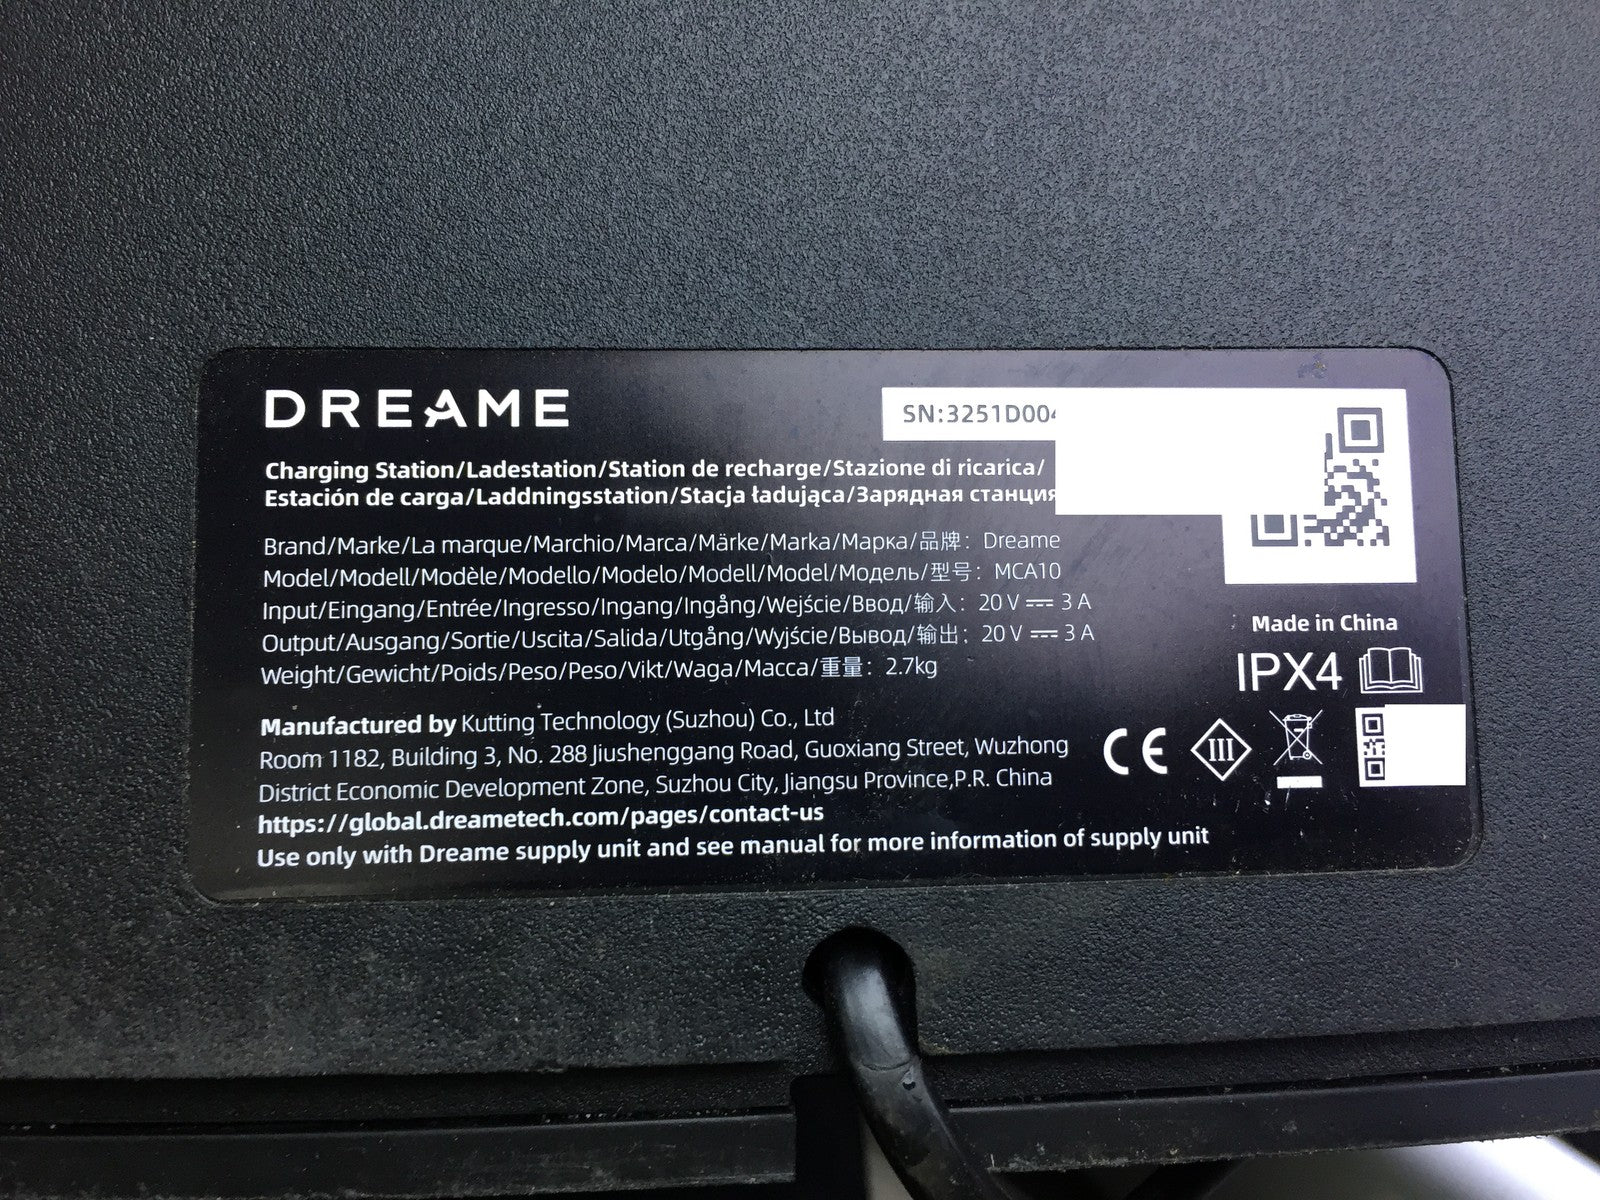 DREAME
SN:3251D004
Charging Station/Ladestation/Station de recharge/Stazione di ricarica/
Estación de carga/Laddningsstation/Stacja ładująca/Зарядная станция
Brand/Marke/La marque/Marchio/Marca/Märke/Marka/Марка/品牌: Dreame
Model/Modell/Modèle/Modello/Modelo/Modell/Model/Модель/型号: MCA10
Input/Eingang/Entrée/Ingresso/Ingang/Ingång/Wejście/Ввод/输入: 20 V ⎓ 3 A
Output/Ausgang/Sortie/Uscita/Salida/Utgång/Wyjście/Вывод/输出: 20 V ⎓ 3 A
Weight/Gewicht/Poids/Peso/Peso/Vikt/Waga/Масса/重量: 2.7kg
Made in China
IPX4
Manufactured by Kutting Technology (Suzhou) Co., Ltd
Room 1182, Building 3, No. 288 Jiushenggang Road, Guoxiang Street, Wuzhong
District Economic Development Zone, Suzhou City, Jiangsu Province,P.R. China
https://global.dreametech.com/pages/contact-us
Use only with Dreame supply unit and see manual for more information of supply unit
CE
III